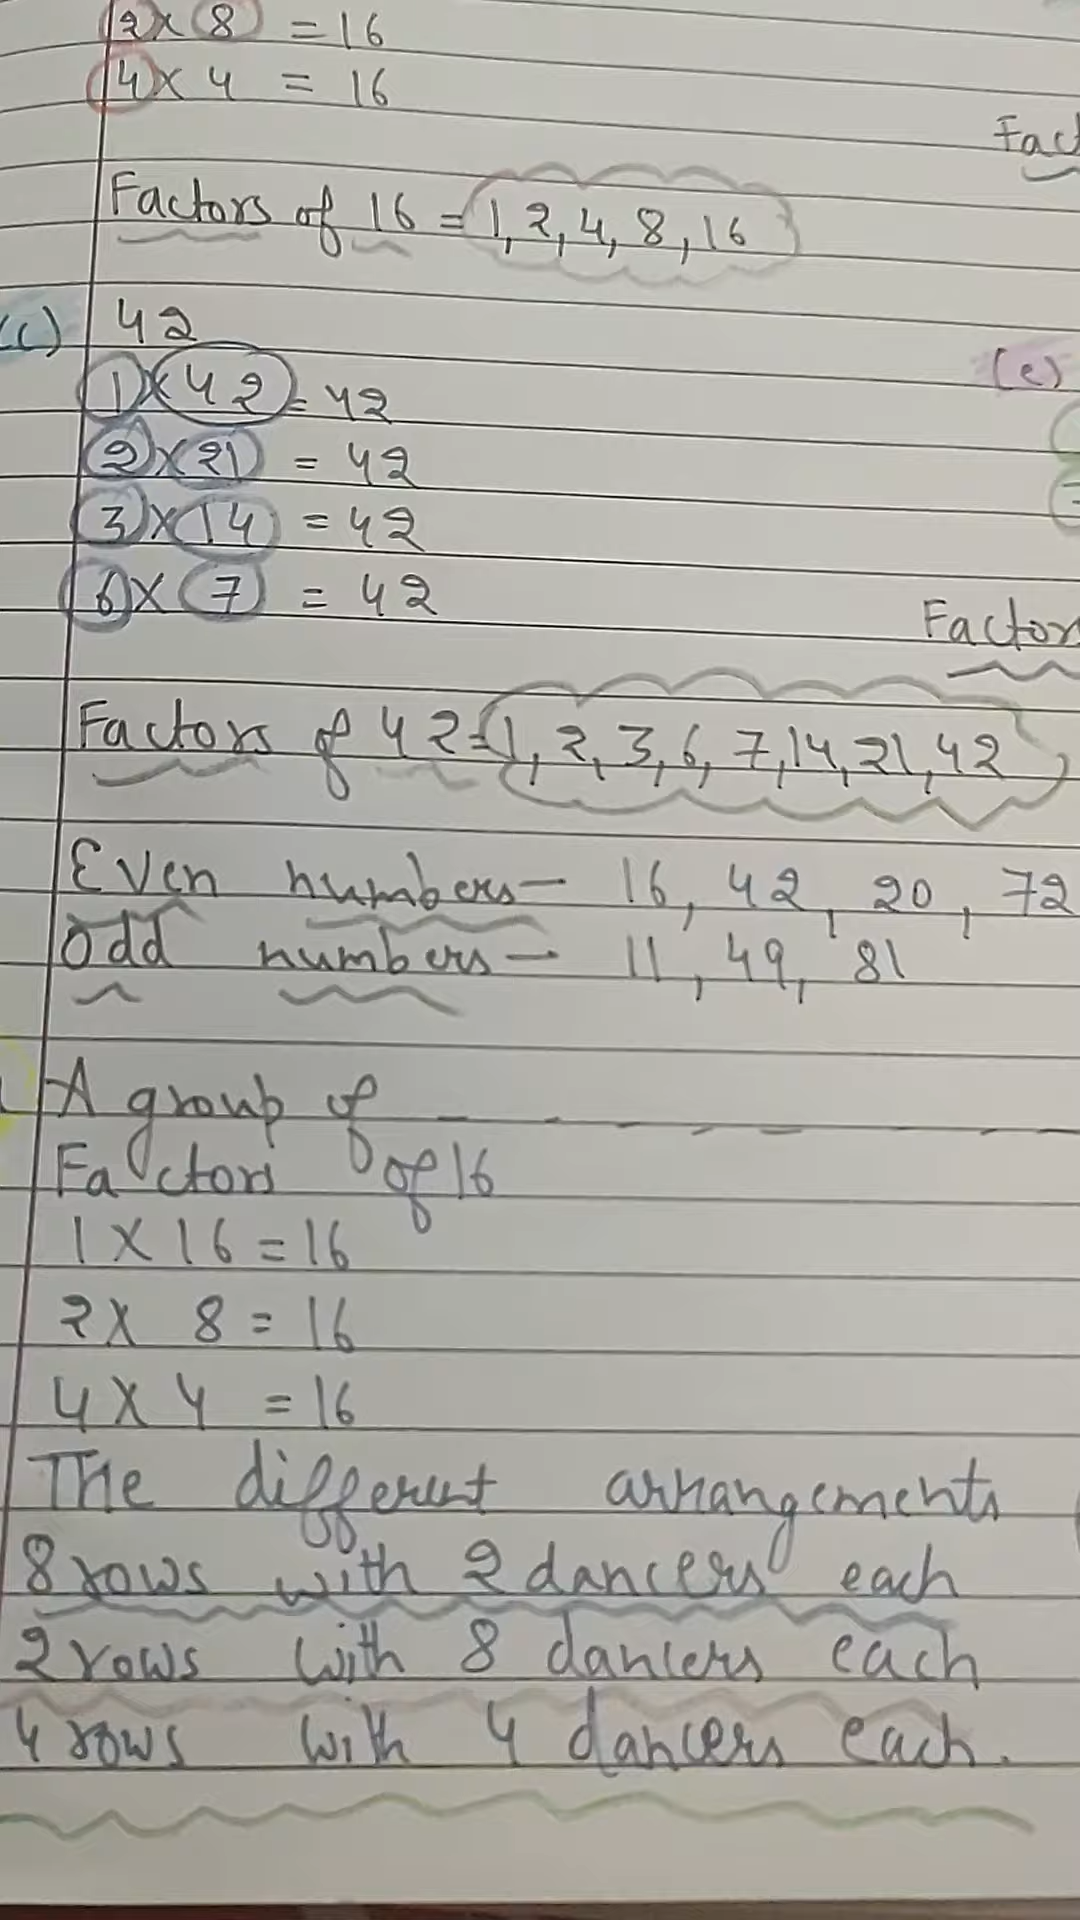 2 x 8 = 16
4 x 4 = 16
Fact
Factors of 16 = 1, 2, 4, 8, 16
(c) 42
1 x 42 = 42
(e)
2 x 21 = 42
3 x 14 = 42
6 x 7 = 42
Factor
Factors of 42 = 1, 2, 3, 6, 7, 14, 21, 42
Even numbers – 16, 42, 20, 72
Odd numbers – 11, 49, 81
A group of _ _ _ _ _ _
Factors of 16
1 x 16 = 16
2 x 8 = 16
4 x 4 = 16
The different arrangements
8 rows with 2 dancers each
2 rows with 8 dancers each
4 rows with 4 dancers each.